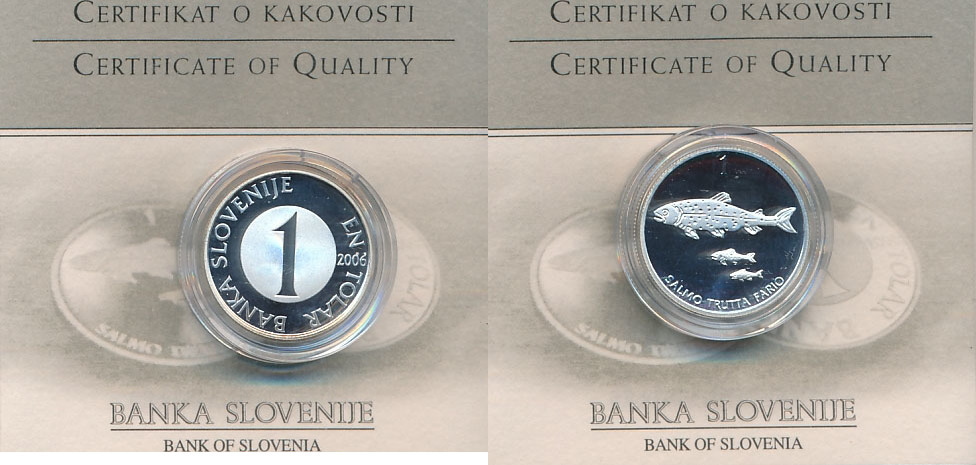 CERTIFIKAT O KAKOVOSTI
CERTIFICATE OF QUALITY
BANKA SLOVENIJE
EN TOLAR
2006
1
BANKA SLOVENIJE
BANK OF SLOVENIA
CERTIFIKAT O KAKOVOSTI
CERTIFICATE OF QUALITY
SALMO TRUTTA FARIO
TOLAR
BANKA SLOVENIJE
BANK OF SLOVENIA